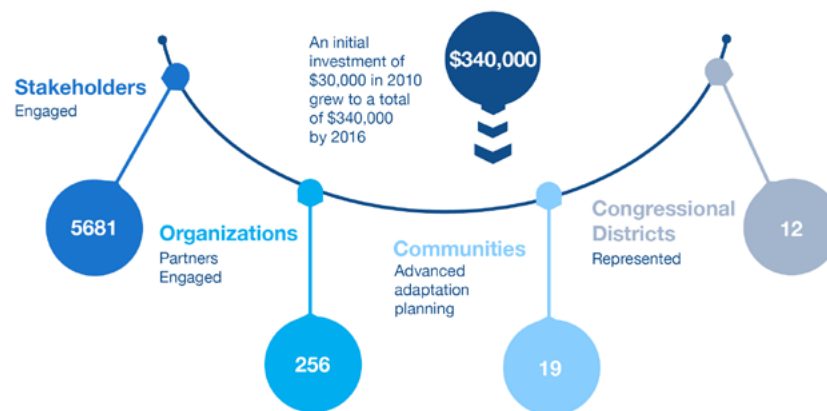 An initial
investment of
$30,000 in 2010
grew to a total
of $340,000
by 2016
$340,000
Stakeholders
Engaged
5681
Organizations
Partners
Engaged
256
Communities
Advanced
adaptation
planning
19
Congressional
Districts
Represented
12